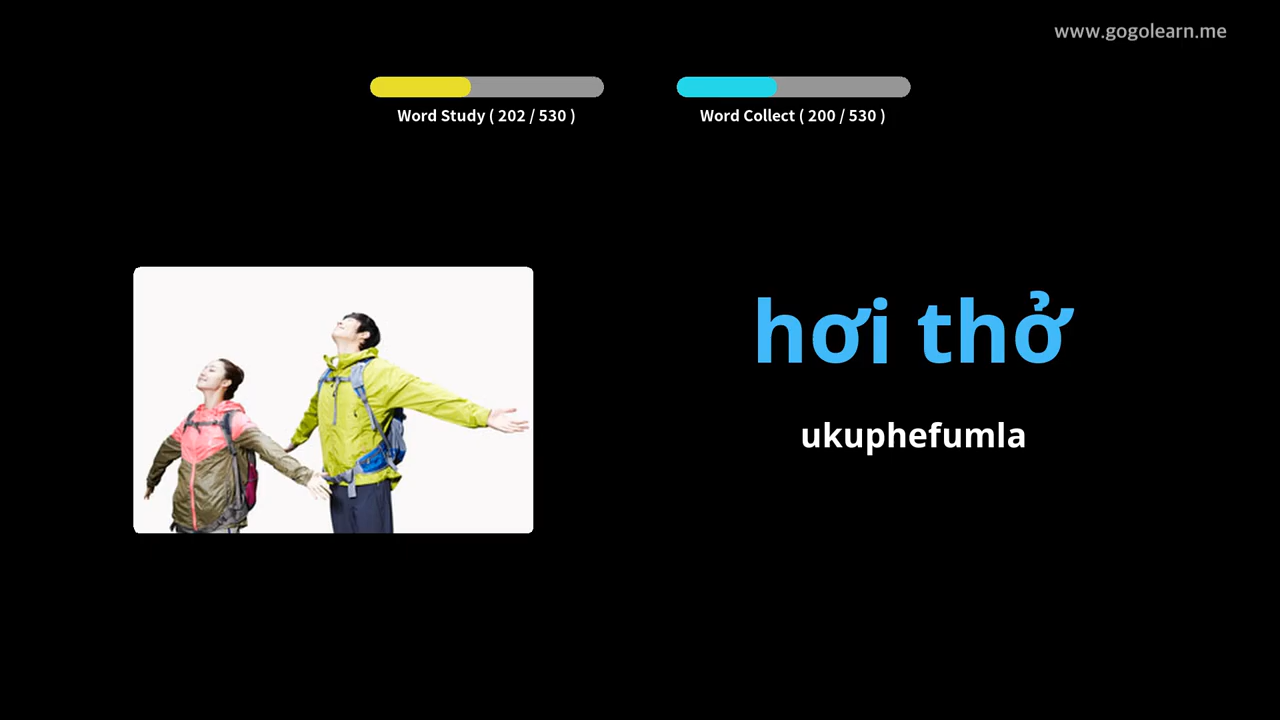 www.gogolearn.me
Word Study ( 202 / 530 )
Word Collect ( 200 / 530 )
hơi thở
ukuphefumla